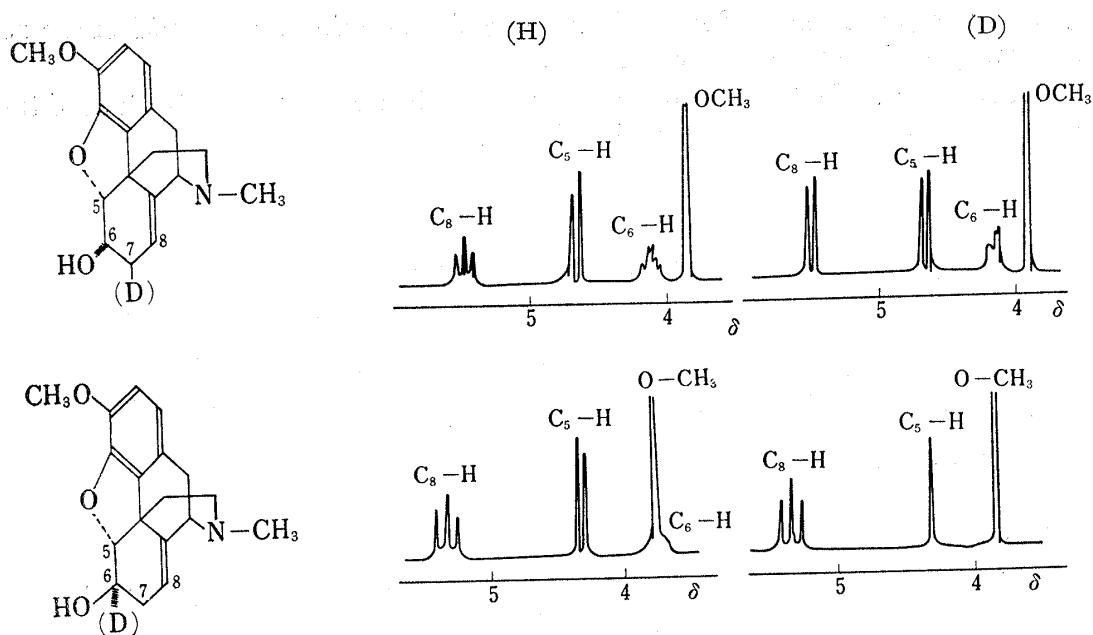 (H)
(D)
CH₃O
O
N−CH₃
5
6
7
8
HO
(D)
C₈−H
C₅−H
C₆−H
OCH₃
5
4
δ
C₈−H
C₅−H
C₆−H
OCH₃
5
4
δ
CH₃O
O
N−CH₃
5
6
7
8
HO
(D)
C₈−H
C₅−H
O−CH₃
C₆−H
5
4
δ
C₈−H
C₅−H
O−CH₃
5
4
δ